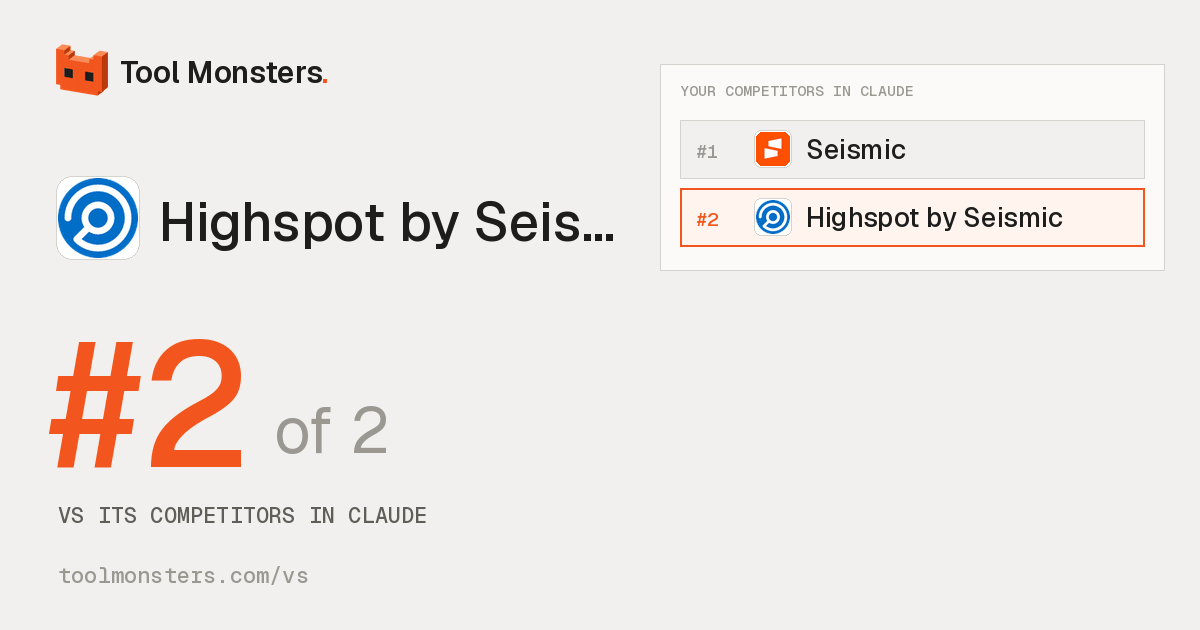 Tool Monsters.
Highspot by Seis...
#2 of 2
VS ITS COMPETITORS IN CLAUDE
toolmonsters.com/vs
YOUR COMPETITORS IN CLAUDE
#1 Seismic
#2 Highspot by Seismic